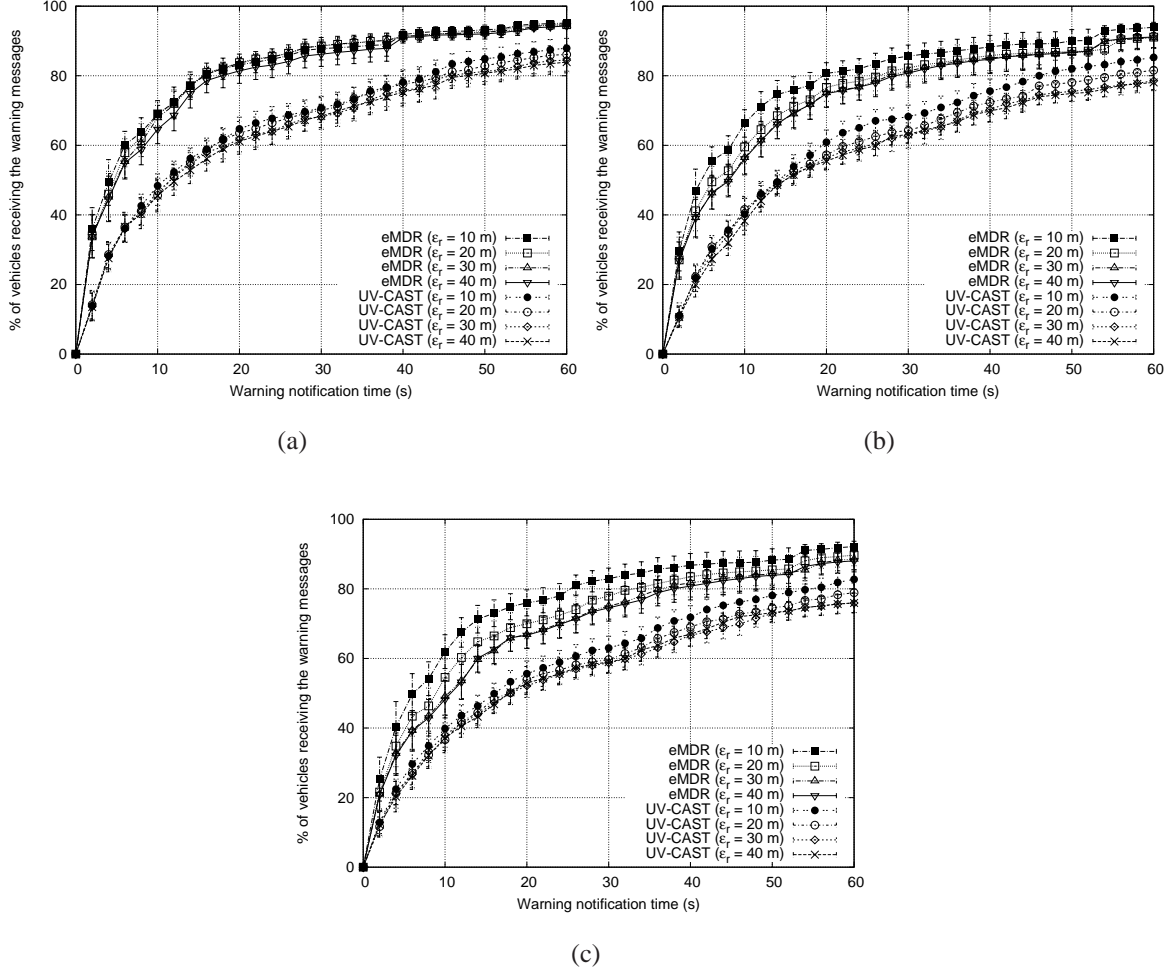 % of vehicles receiving the warning messages
100
80
60
40
20
0
eMDR (εr = 10 m)
eMDR (εr = 20 m)
eMDR (εr = 30 m)
eMDR (εr = 40 m)
UV-CAST (εr = 10 m)
UV-CAST (εr = 20 m)
UV-CAST (εr = 30 m)
UV-CAST (εr = 40 m)
0 10 20 30 40 50 60
Warning notification time (s)
(a)
% of vehicles receiving the warning messages
100
80
60
40
20
0
eMDR (εr = 10 m)
eMDR (εr = 20 m)
eMDR (εr = 30 m)
eMDR (εr = 40 m)
UV-CAST (εr = 10 m)
UV-CAST (εr = 20 m)
UV-CAST (εr = 30 m)
UV-CAST (εr = 40 m)
0 10 20 30 40 50 60
Warning notification time (s)
(b)
% of vehicles receiving the warning messages
100
80
60
40
20
0
eMDR (εr = 10 m)
eMDR (εr = 20 m)
eMDR (εr = 30 m)
eMDR (εr = 40 m)
UV-CAST (εr = 10 m)
UV-CAST (εr = 20 m)
UV-CAST (εr = 30 m)
UV-CAST (εr = 40 m)
0 10 20 30 40 50 60
Warning notification time (s)
(c)